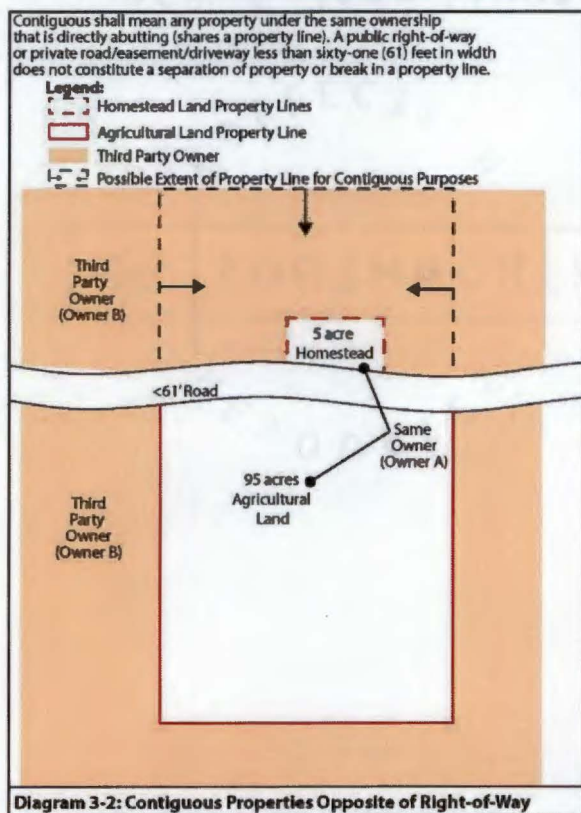 Contiguous shall mean any property under the same ownership
that is directly abutting (shares a property line). A public right-of-way
or private road/easement/driveway less than sixty-one (61) feet in width
does not constitute a separation of property or break in a property line.
Legend:
Homestead Land Property Lines
Agricultural Land Property Line
Third Party Owner
Possible Extent of Property Line for Contiguous Purposes
Third
Party
Owner
(Owner B)
5 acre
Homestead
<61' Road
Same
Owner
(Owner A)
95 acres
Agricultural
Land
Third
Party
Owner
(Owner B)
Diagram 3-2: Contiguous Properties Opposite of Right-of-Way